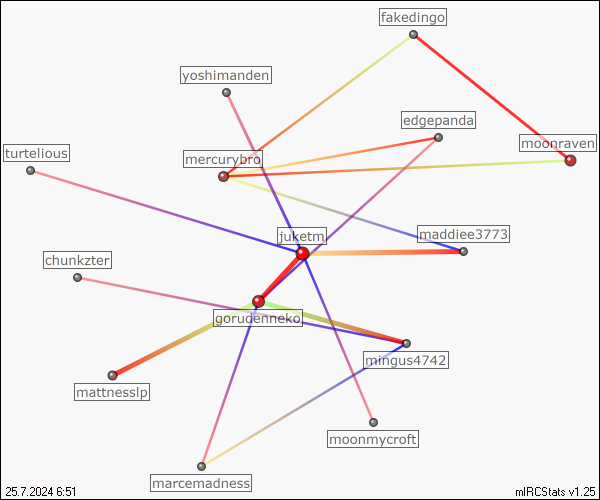 fakedingo
yoshimanden
edgepanda
moonraven
turtelious
mercurybro
juketm
maddiee3773
chunkzter
gorudenneko
mingus4742
mattnesslp
moonmycroft
marcemadness
25.7.2024 6:51
mIRCStats v1.25